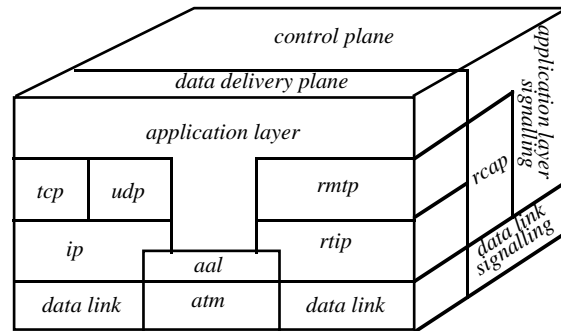 control plane
data delivery plane
application layer
application layer
signalling
tcp
udp
rmtp
rcap
ip
rtip
aal
data link
signalling
data link
atm
data link